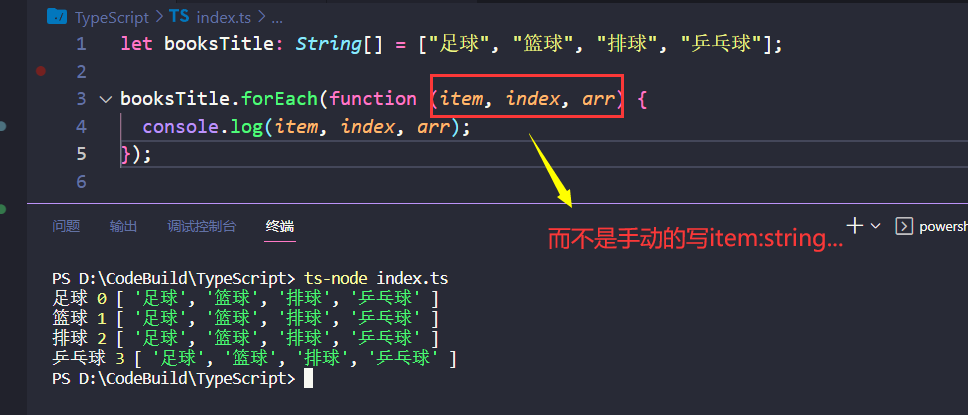 TypeScript > TS index.ts > ...
1 let booksTitle: String[] = ["足球", "篮球", "排球", "乒乓球"];
2
3 booksTitle.forEach(function (item, index, arr) {
4 console.log(item, index, arr);
5 });
6
问题 输出 调试控制台 终端 powersh
而不是手动的写item:string...
PS D:\CodeBuild\TypeScript> ts-node index.ts
足球 0 [ '足球', '篮球', '排球', '乒乓球' ]
篮球 1 [ '足球', '篮球', '排球', '乒乓球' ]
排球 2 [ '足球', '篮球', '排球', '乒乓球' ]
乒乓球 3 [ '足球', '篮球', '排球', '乒乓球' ]
PS D:\CodeBuild\TypeScript>